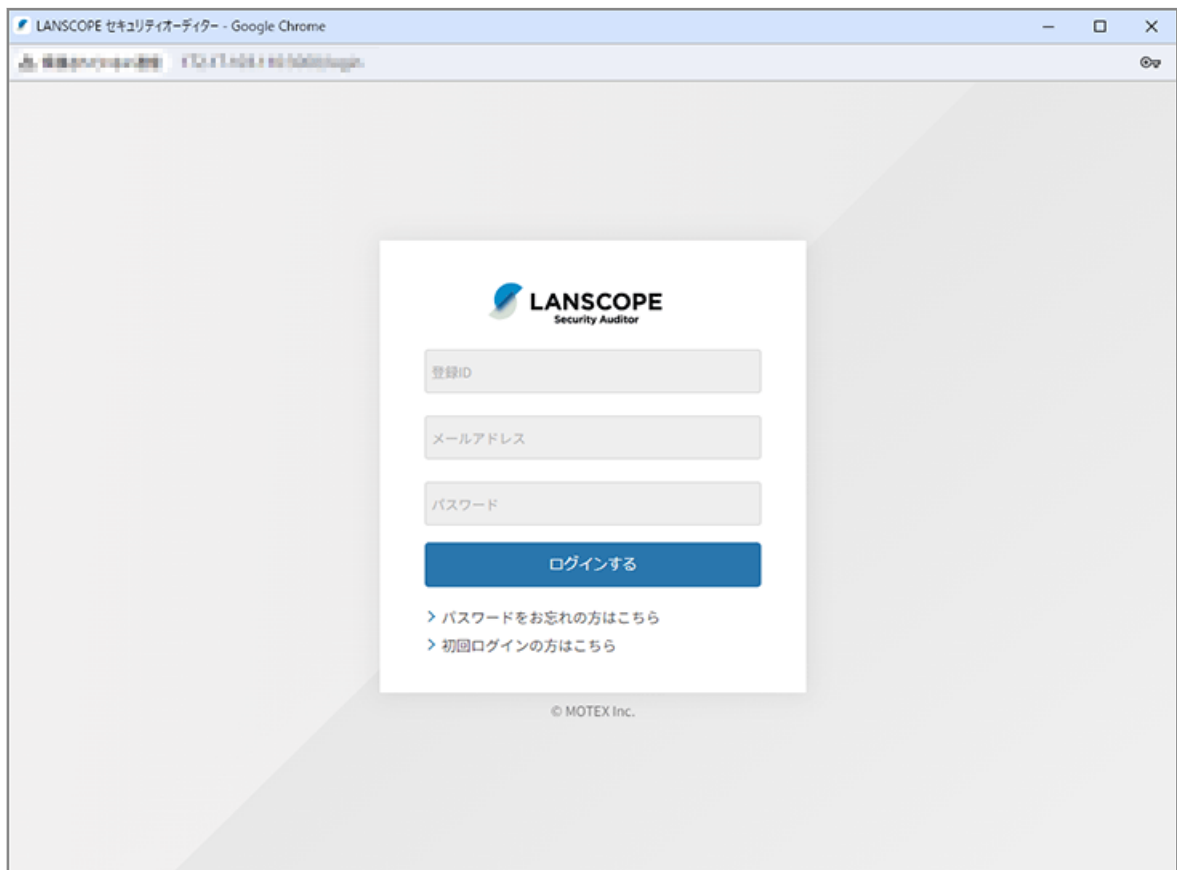 LANSCOPE セキュリティオーディター - Google Chrome
LANSCOPE
Security Auditor
登録ID
メールアドレス
パスワード
ログインする
パスワードをお忘れの方はこちら
初回ログインの方はこちら
© MOTEX Inc.